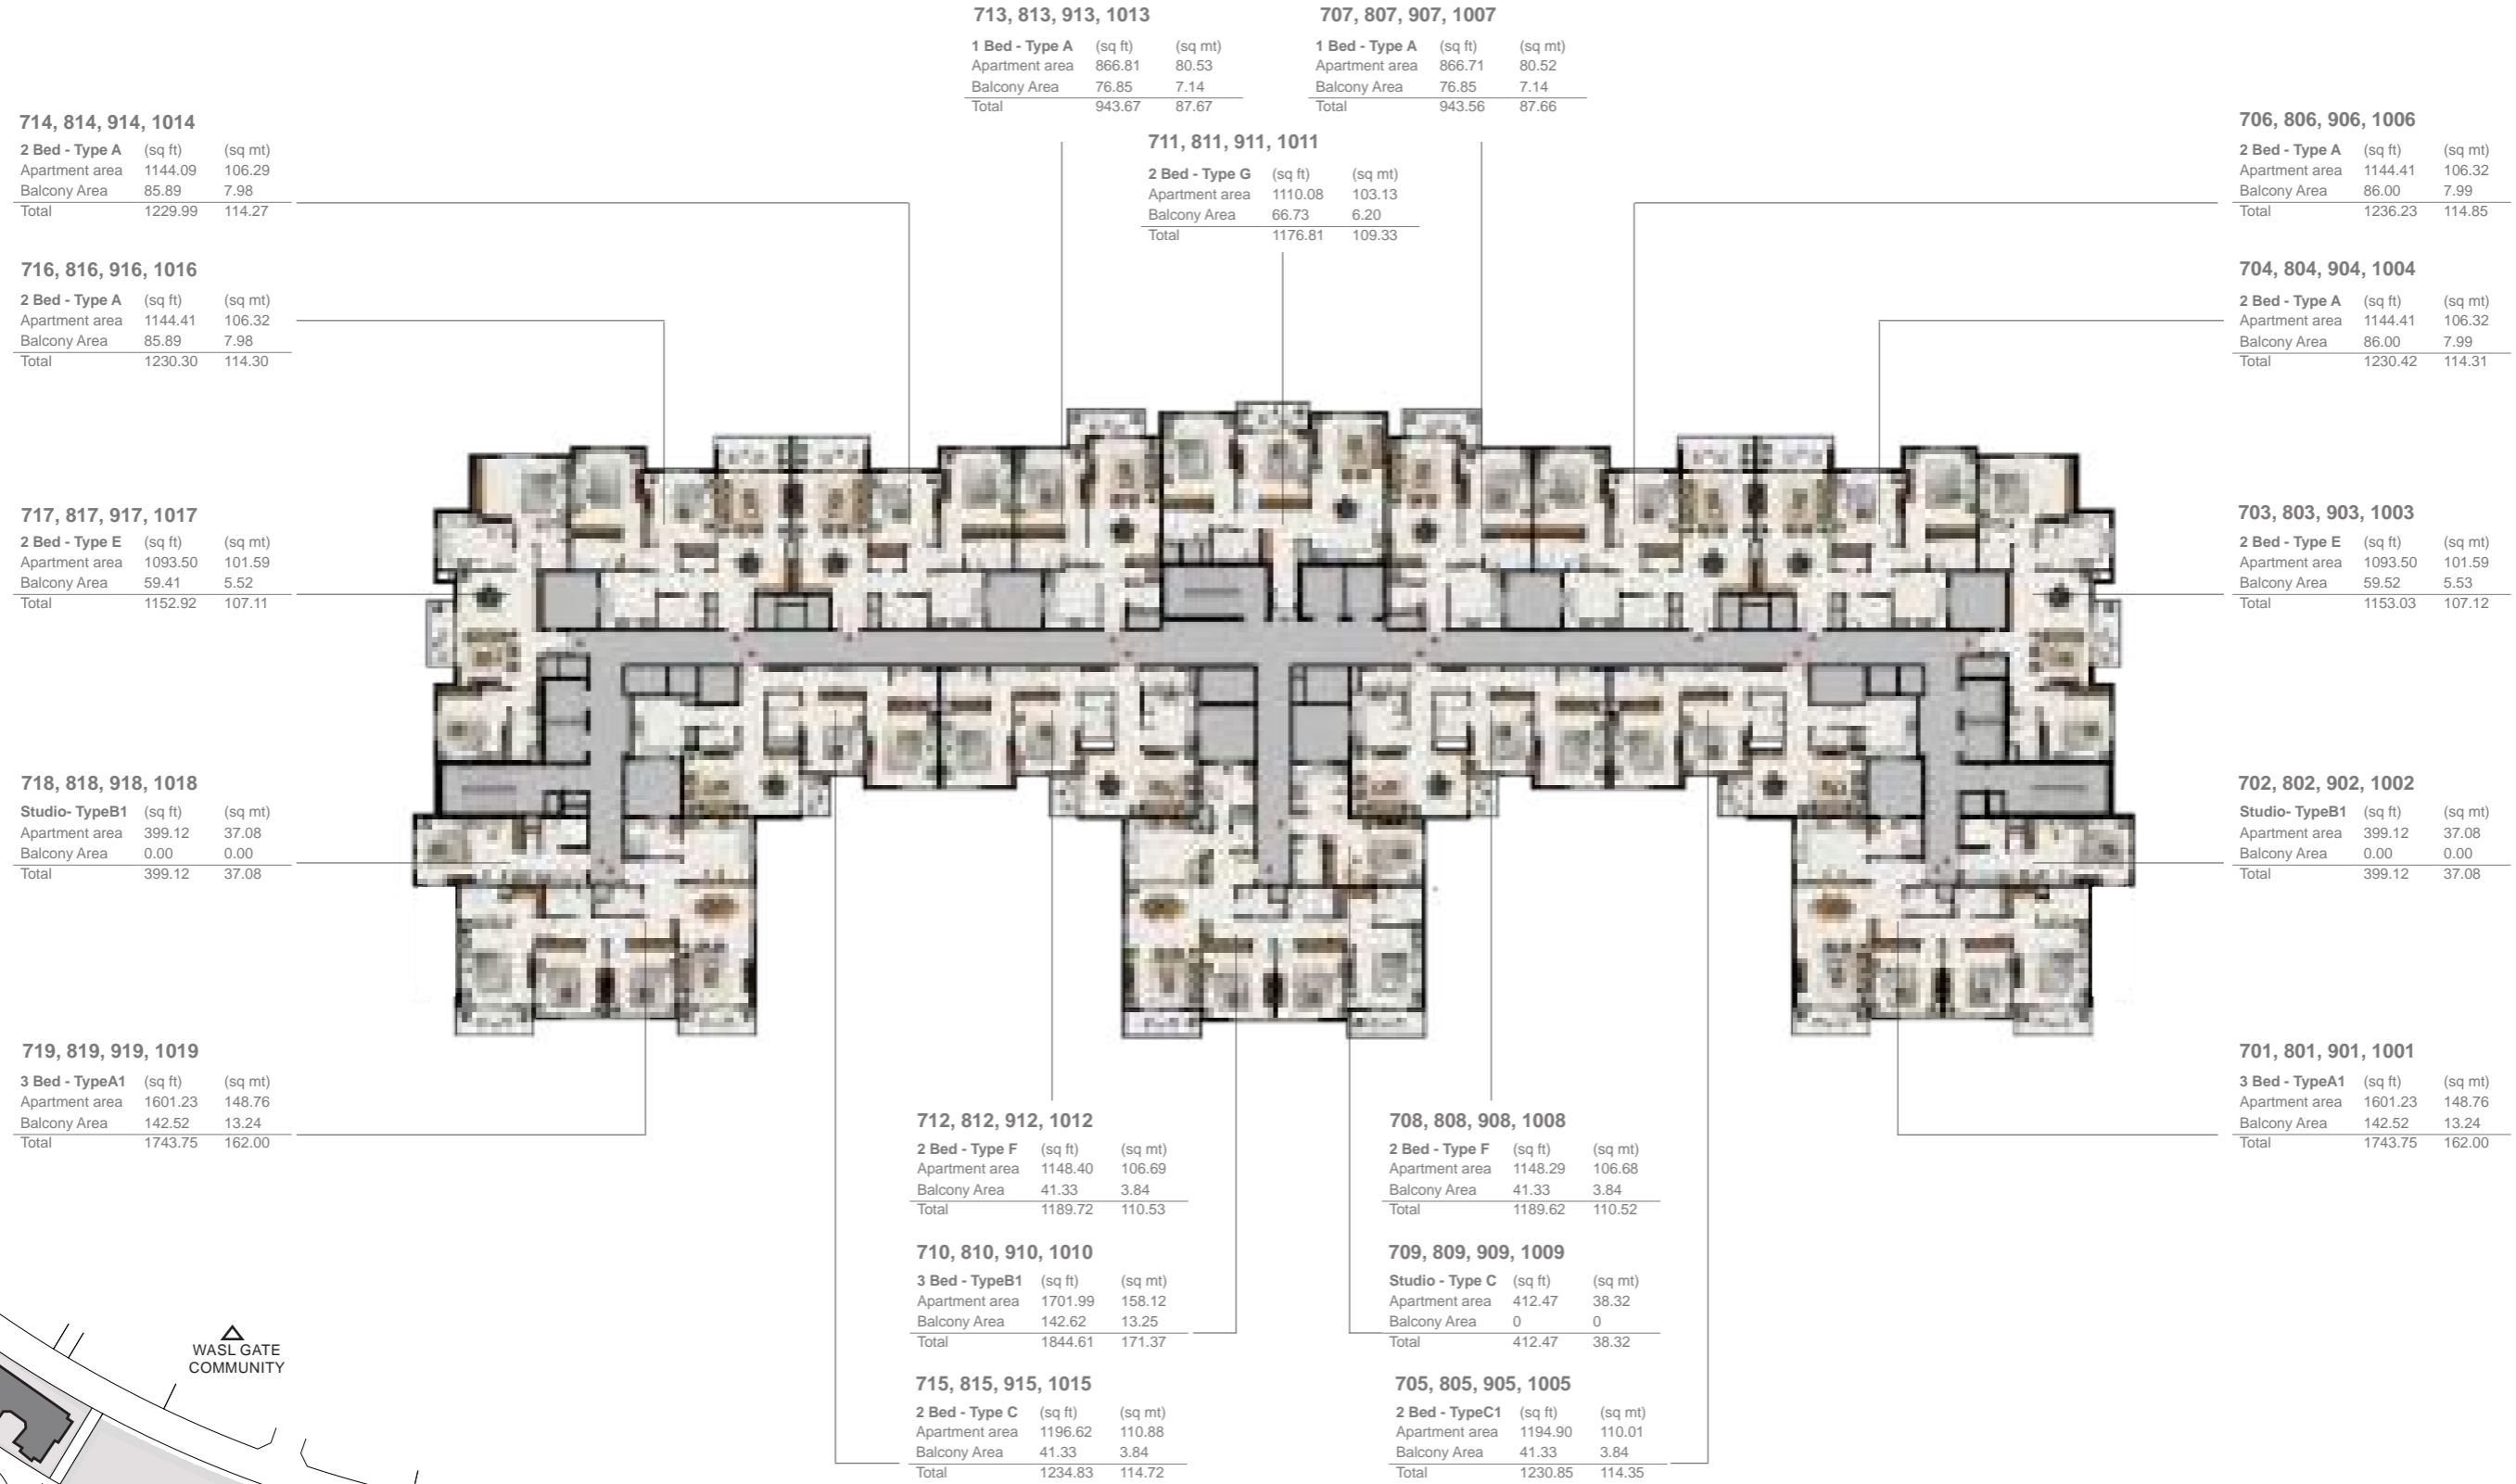 713, 813, 913, 1013
1 Bed - Type A (sq ft) (sq mt)
Apartment area 866.81 80.53
Balcony Area 76.85 7.14
Total 943.67 87.67
707, 807, 907, 1007
1 Bed - Type A (sq ft) (sq mt)
Apartment area 866.71 80.52
Balcony Area 76.85 7.14
Total 943.56 87.66
714, 814, 914, 1014
2 Bed - Type A (sq ft) (sq mt)
Apartment area 1144.09 106.29
Balcony Area 85.89 7.98
Total 1229.99 114.27
711, 811, 911, 1011
2 Bed - Type G (sq ft) (sq mt)
Apartment area 1110.08 103.13
Balcony Area 66.73 6.20
Total 1176.81 109.33
706, 806, 906, 1006
2 Bed - Type A (sq ft) (sq mt)
Apartment area 1144.41 106.32
Balcony Area 86.00 7.99
Total 1236.23 114.85
716, 816, 916, 1016
2 Bed - Type A (sq ft) (sq mt)
Apartment area 1144.41 106.32
Balcony Area 85.89 7.98
Total 1230.30 114.30
704, 804, 904, 1004
2 Bed - Type A (sq ft) (sq mt)
Apartment area 1144.41 106.32
Balcony Area 86.00 7.99
Total 1230.42 114.31
717, 817, 917, 1017
2 Bed - Type E (sq ft) (sq mt)
Apartment area 1093.50 101.59
Balcony Area 59.41 5.52
Total 1152.92 107.11
703, 803, 903, 1003
2 Bed - Type E (sq ft) (sq mt)
Apartment area 1093.50 101.59
Balcony Area 59.52 5.53
Total 1153.03 107.12
718, 818, 918, 1018
Studio- TypeB1 (sq ft) (sq mt)
Apartment area 399.12 37.08
Balcony Area 0.00 0.00
Total 399.12 37.08
702, 802, 902, 1002
Studio- TypeB1 (sq ft) (sq mt)
Apartment area 399.12 37.08
Balcony Area 0.00 0.00
Total 399.12 37.08
719, 819, 919, 1019
3 Bed - TypeA1 (sq ft) (sq mt)
Apartment area 1601.23 148.76
Balcony Area 142.52 13.24
Total 1743.75 162.00
701, 801, 901, 1001
3 Bed - TypeA1 (sq ft) (sq mt)
Apartment area 1601.23 148.76
Balcony Area 142.52 13.24
Total 1743.75 162.00
712, 812, 912, 1012
2 Bed - Type F (sq ft) (sq mt)
Apartment area 1148.40 106.69
Balcony Area 41.33 3.84
Total 1189.72 110.53
708, 808, 908, 1008
2 Bed - Type F (sq ft) (sq mt)
Apartment area 1148.29 106.68
Balcony Area 41.33 3.84
Total 1189.62 110.52
710, 810, 910, 1010
3 Bed - TypeB1 (sq ft) (sq mt)
Apartment area 1701.99 158.12
Balcony Area 142.62 13.25
Total 1844.61 171.37
709, 809, 909, 1009
Studio - Type C (sq ft) (sq mt)
Apartment area 412.47 38.32
Balcony Area 0 0
Total 412.47 38.32
715, 815, 915, 1015
2 Bed - Type C (sq ft) (sq mt)
Apartment area 1196.62 110.88
Balcony Area 41.33 3.84
Total 1234.83 114.72
705, 805, 905, 1005
2 Bed - TypeC1 (sq ft) (sq mt)
Apartment area 1194.90 110.01
Balcony Area 41.33 3.84
Total 1230.85 114.35
WASL GATE
COMMUNITY